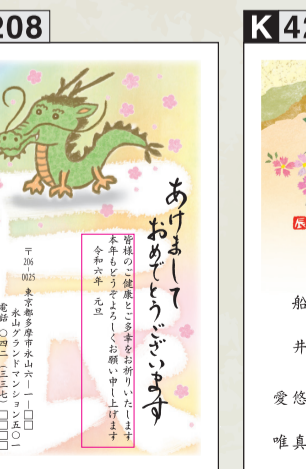 208
あけまして
おめでとうございます
皆様のご健康とご多幸をお祈りいたします
本年もどうぞよろしくお願い申し上げます
令和六年 元旦
〒206-0025 東京都多摩市永山六ー一ー□□
永山グランドマンション五〇一
電話 〇四二(三三七)□□□□
K 42
辰
船
井
愛悠
唯真